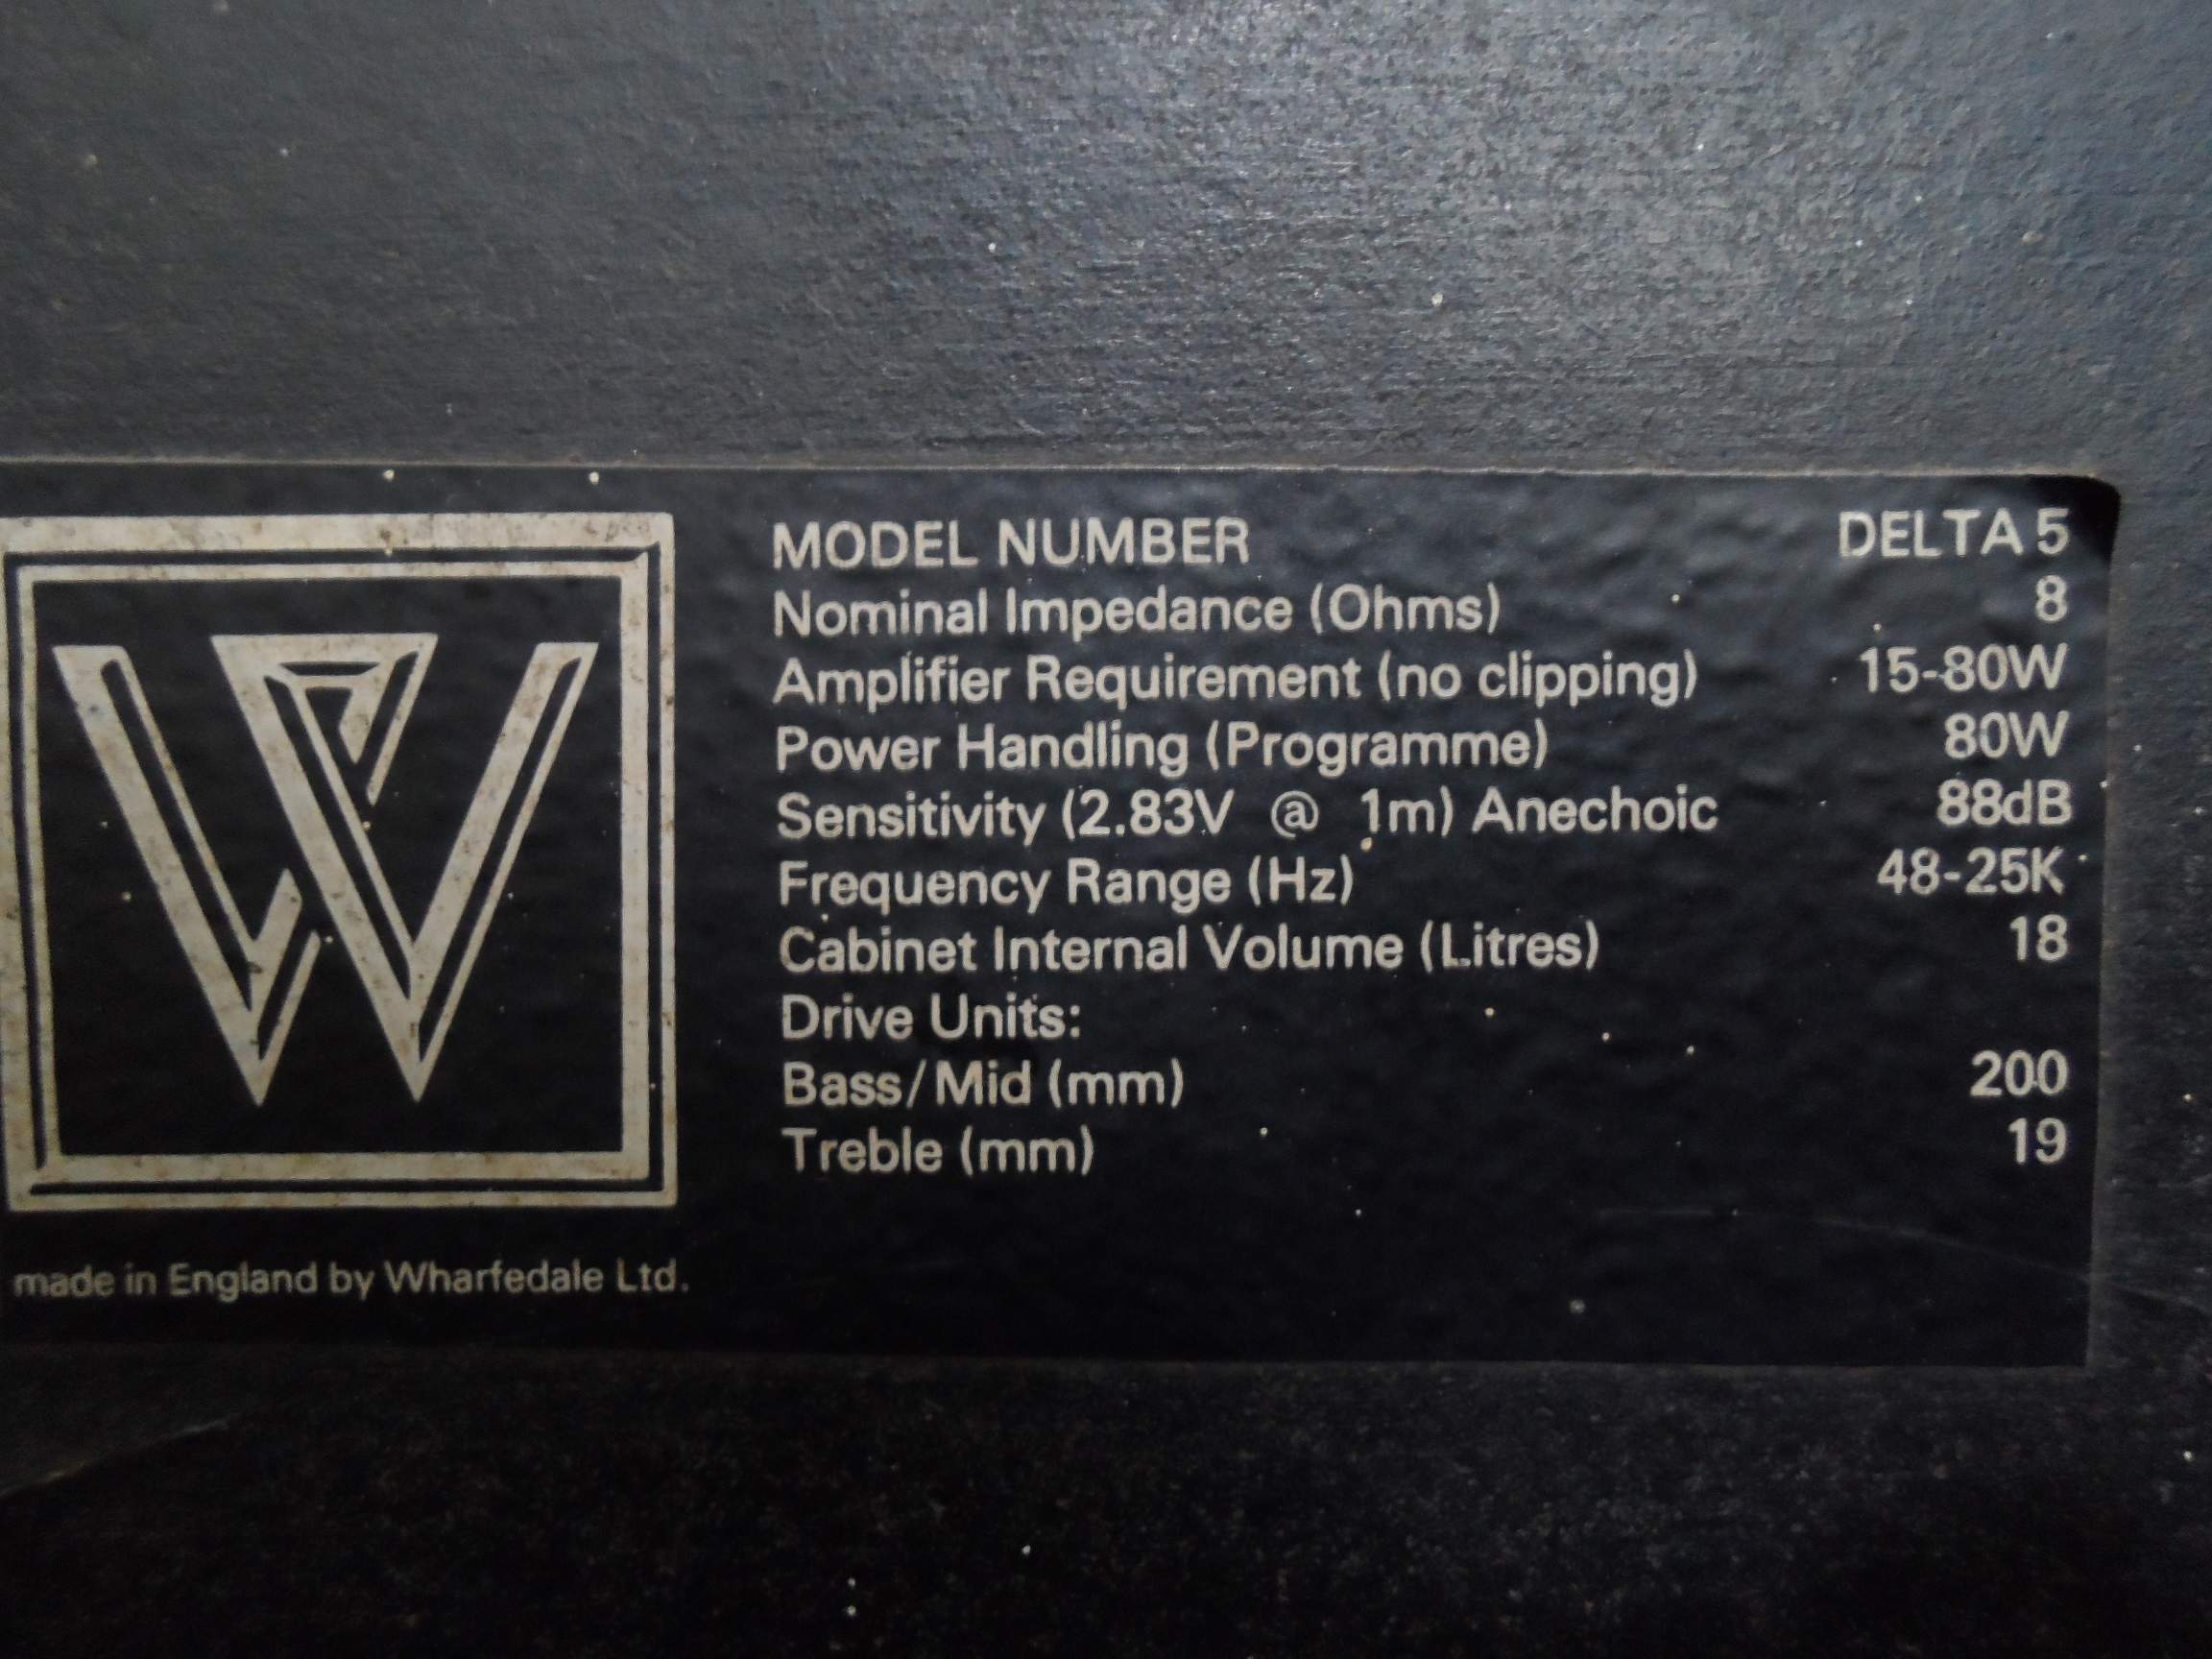 MODEL NUMBER DELTA 5
Nominal Impedance (Ohms) 8
Amplifier Requirement (no clipping) 15-80W
Power Handling (Programme) 80W
Sensitivity (2.83V @ 1m) Anechoic 88dB
Frequency Range (Hz) 48-25K
Cabinet Internal Volume (Litres) 18
Drive Units:
Bass/Mid (mm) 200
Treble (mm) 19
W
made in England by Wharfedale Ltd.